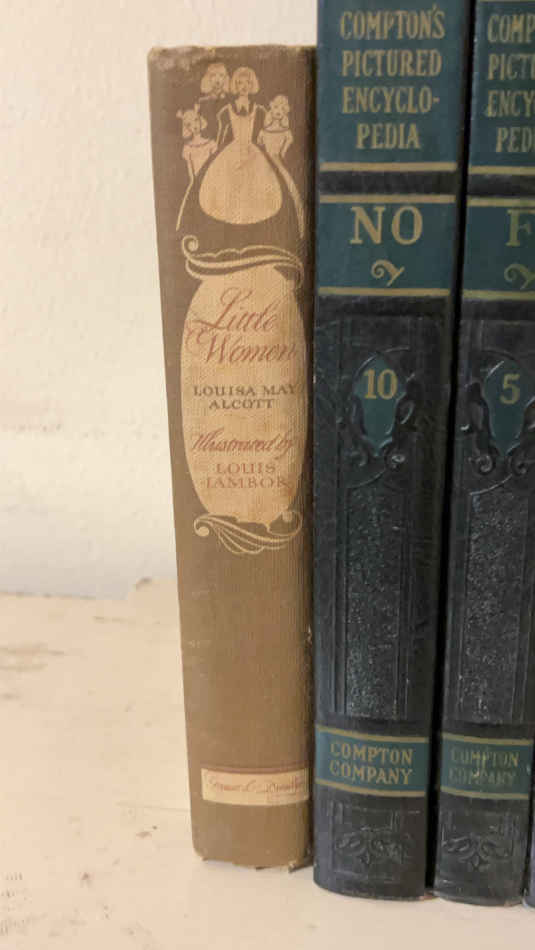 Little
Women
LOUISA MAY
ALCOTT
Illustrated by
LOUIS
JAMBOR
COMPTON'S
PICTURED
ENCYCLO-
PEDIA
NO
10
COMPTON
COMPANY
COMP
PICTU
ENCY
PED
F
5
COMPTON
COMPANY